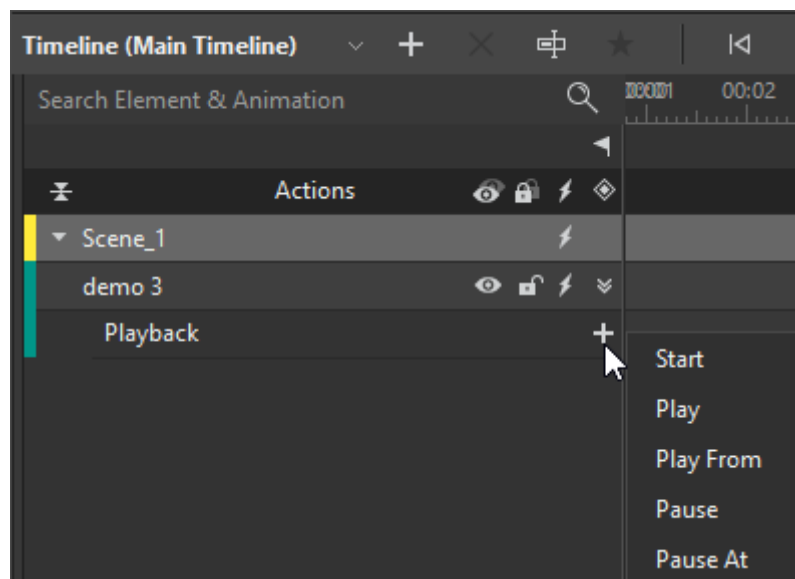 Timeline (Main Timeline)
Search Element & Animation
00:02
Actions
Scene_1
demo 3
Playback
Start
Play
Play From
Pause
Pause At